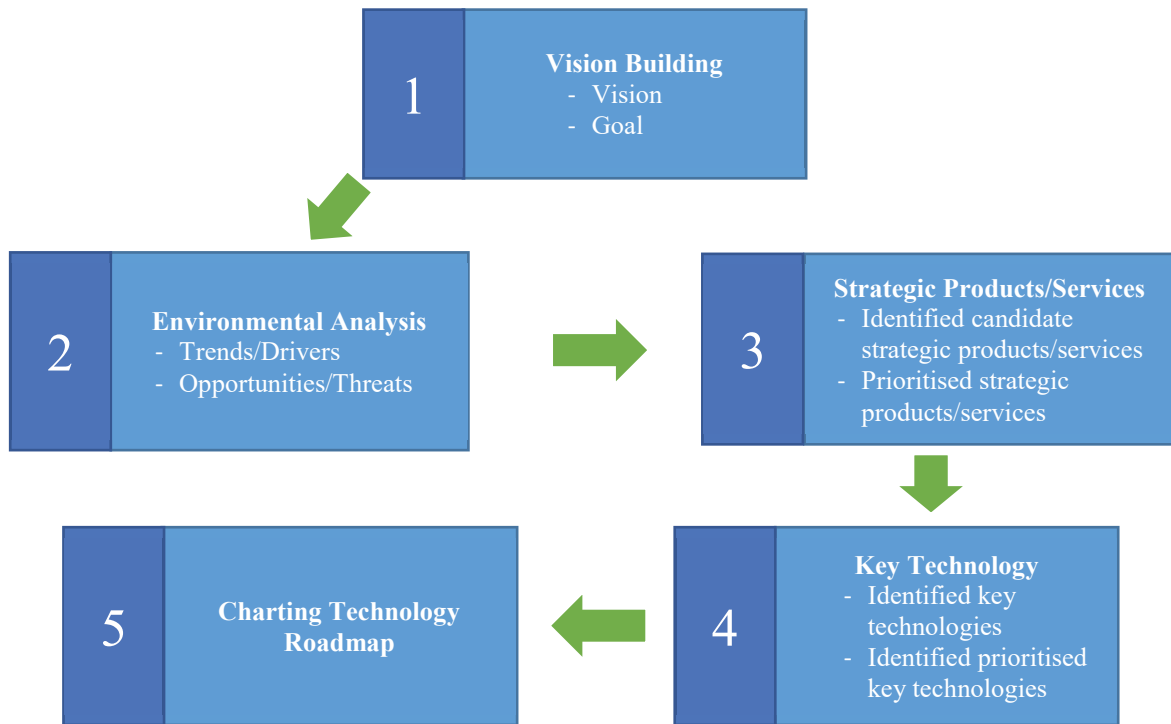 1
Vision Building
- Vision
- Goal
2
Environmental Analysis
- Trends/Drivers
- Opportunities/Threats
3
Strategic Products/Services
- Identified candidate
strategic products/services
- Prioritised strategic
products/services
4
Key Technology
- Identified key
technologies
- Identified prioritised
key technologies
5
Charting Technology
Roadmap